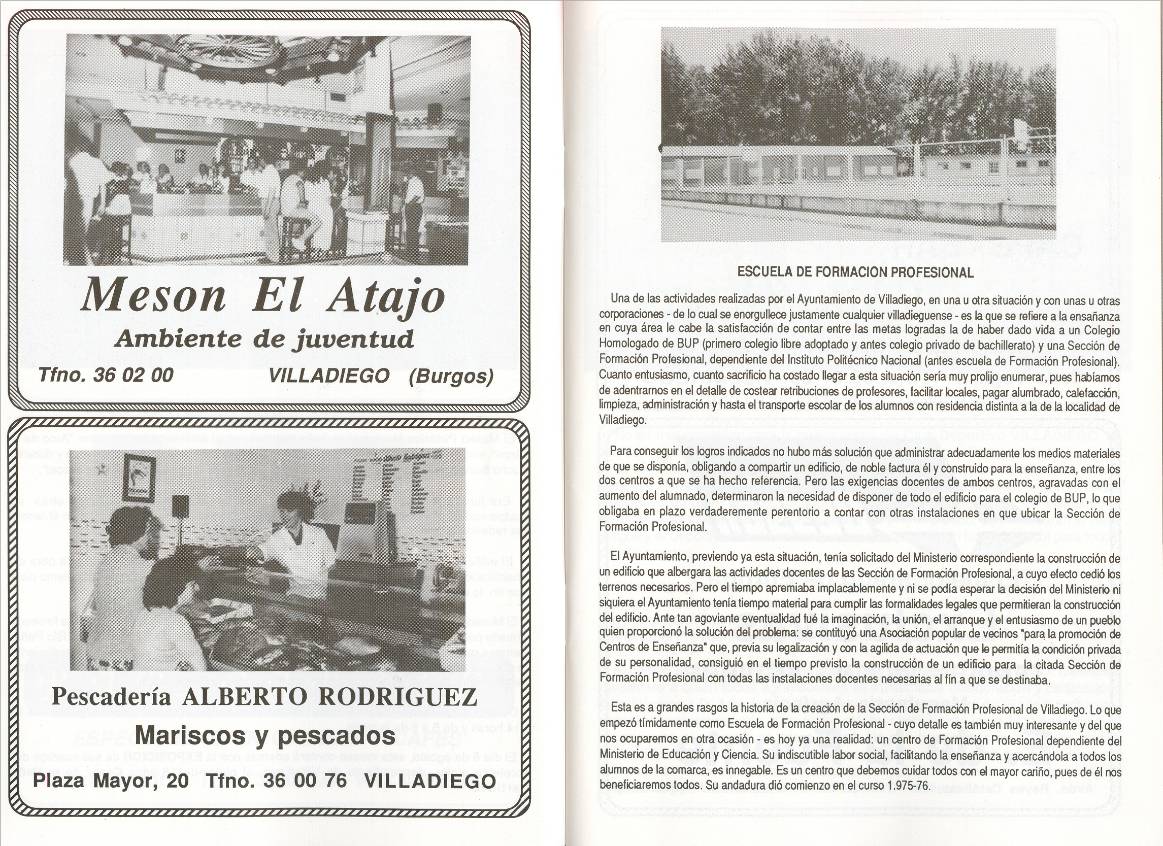 Meson El Atajo
Ambiente de juventud
Tfno. 36 02 00 VILLADIEGO (Burgos)
Alberto Rodríguez
Pescadería ALBERTO RODRIGUEZ
Mariscos y pescados
Plaza Mayor, 20 Tfno. 36 00 76 VILLADIEGO
ESCUELA DE FORMACION PROFESIONAL
Una de las actividades realizadas por el Ayuntamiento de Villadiego, en una u otra situación y con unas u otras
corporaciones - de lo cual se enorgullece justamente cualquier villadieguense - es la que se refiere a la enseñanza
en cuya área le cabe la satisfacción de contar entre las metas logradas la de haber dado vida a un Colegio
Homologado de BUP (primero colegio libre adoptado y antes colegio privado de bachillerato) y una Sección de
Formación Profesional, dependiente del Instituto Politécnico Nacional (antes escuela de Formación Profesional).
Cuanto entusiasmo, cuanto sacrificio ha costado llegar a esta situación sería muy prolijo enumerar, pues habíamos
de adentrarnos en el detalle de costear retribuciones de profesores, facilitar locales, pagar alumbrado, calefacción,
limpieza, administración y hasta el transporte escolar de los alumnos con residencia distinta a la de la localidad de
Villadiego.
Para conseguir los logros indicados no hubo más solución que administrar adecuadamente los medios materiales
de que se disponía, obligando a compartir un edificio, de noble factura él y construido para la enseñanza, entre los
dos centros a que se ha hecho referencia. Pero las exigencias docentes de ambos centros, agravadas con el
aumento del alumnado, determinaron la necesidad de disponer de todo el edificio para el colegio de BUP, lo que
obligaba en plazo verdaderemente perentorio a contar con otras instalaciones en que ubicar la Sección de
Formación Profesional.
El Ayuntamiento, previendo ya esta situación, tenía solicitado del Ministerio correspondiente la construcción de
un edificio que albergara las actividades docentes de las Sección de Formación Profesional, a cuyo efecto cedió los
terrenos necesarios. Pero el tiempo apremiaba implacablemente y ni se podía esperar la decisión del Ministerio ni
siquiera el Ayuntamiento tenía tiempo material para cumplir las formalidades legales que permitieran la construcción
del edificio. Ante tan agoviante eventualidad fué la imaginación, la unión, el arranque y el entusiasmo de un pueblo
quien proporcionó la solución del problema: se contituyó una Asociación popular de vecinos "para la promoción de
Centros de Enseñanza" que, previa su legalización y con la agilida de actuación que le permitía la condición privada
de su personalidad, consiguió en el tiempo previsto la construcción de un edificio para la citada Sección de
Formación Profesional con todas las instalaciones docentes necesarias al fín a que se destinaba.
Esta es a grandes rasgos la historia de la creación de la Sección de Formación Profesional de Villadiego. Lo que
empezó tímidamente como Escuela de Formación Profesional - cuyo detalle es también muy interesante y del que
nos ocuparemos en otra ocasión - es hoy ya una realidad: un centro de Formación Profesional dependiente del
Ministerio de Educación y Ciencia. Su indiscutible labor social, facilitando la enseñanza y acercándola a todos los
alumnos de la comarca, es innegable. Es un centro que debemos cuidar todos con el mayor cariño, pues de él nos
beneficiaremos todos. Su andadura dió comienzo en el curso 1.975-76.